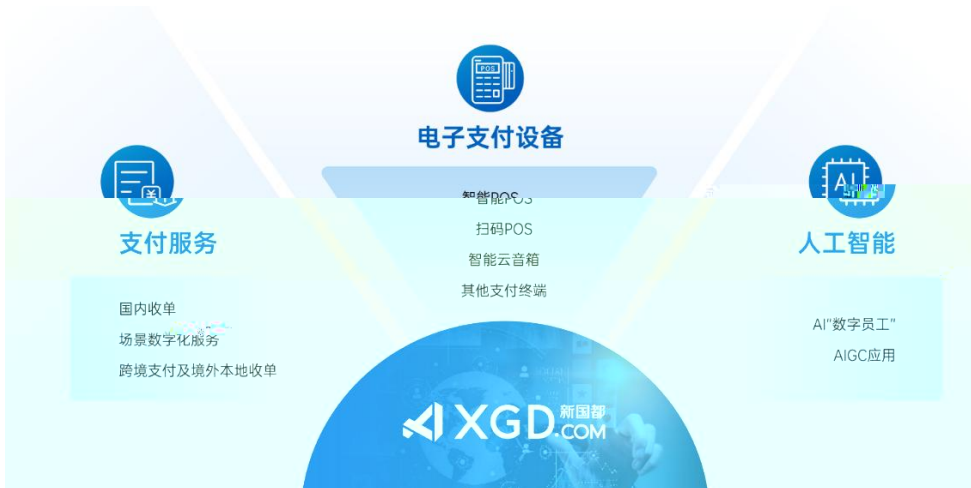 POS
电子支付设备
智能POS
扫码POS
智能云音箱
其他支付终端
支付服务
国内收单
场景数字化服务
跨境支付及境外本地收单
AI
人工智能
AI“数字员工”
AIGC应用
XGD
新国都
.COM